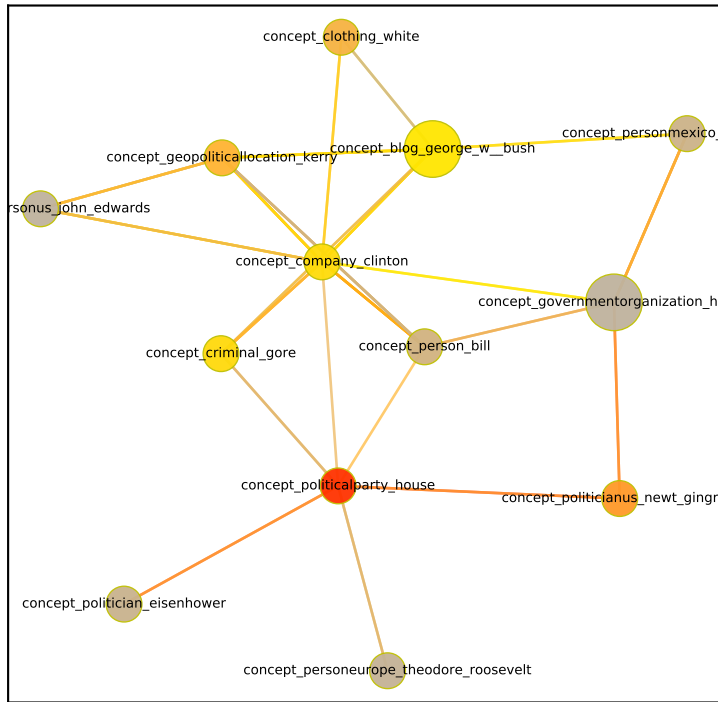 concept_clothing_white
concept_personmexico_
concept_blog_george_w__bush
concept_geopoliticallocation_kerry
rsonus_john_edwards
concept_company_clinton
concept_governmentorganization_h
concept_person_bill
concept_criminal_gore
concept_politicalparty_house
concept_politicianus_newt_gingr
concept_politician_eisenhower
concept_personeurope_theodore_roosevelt